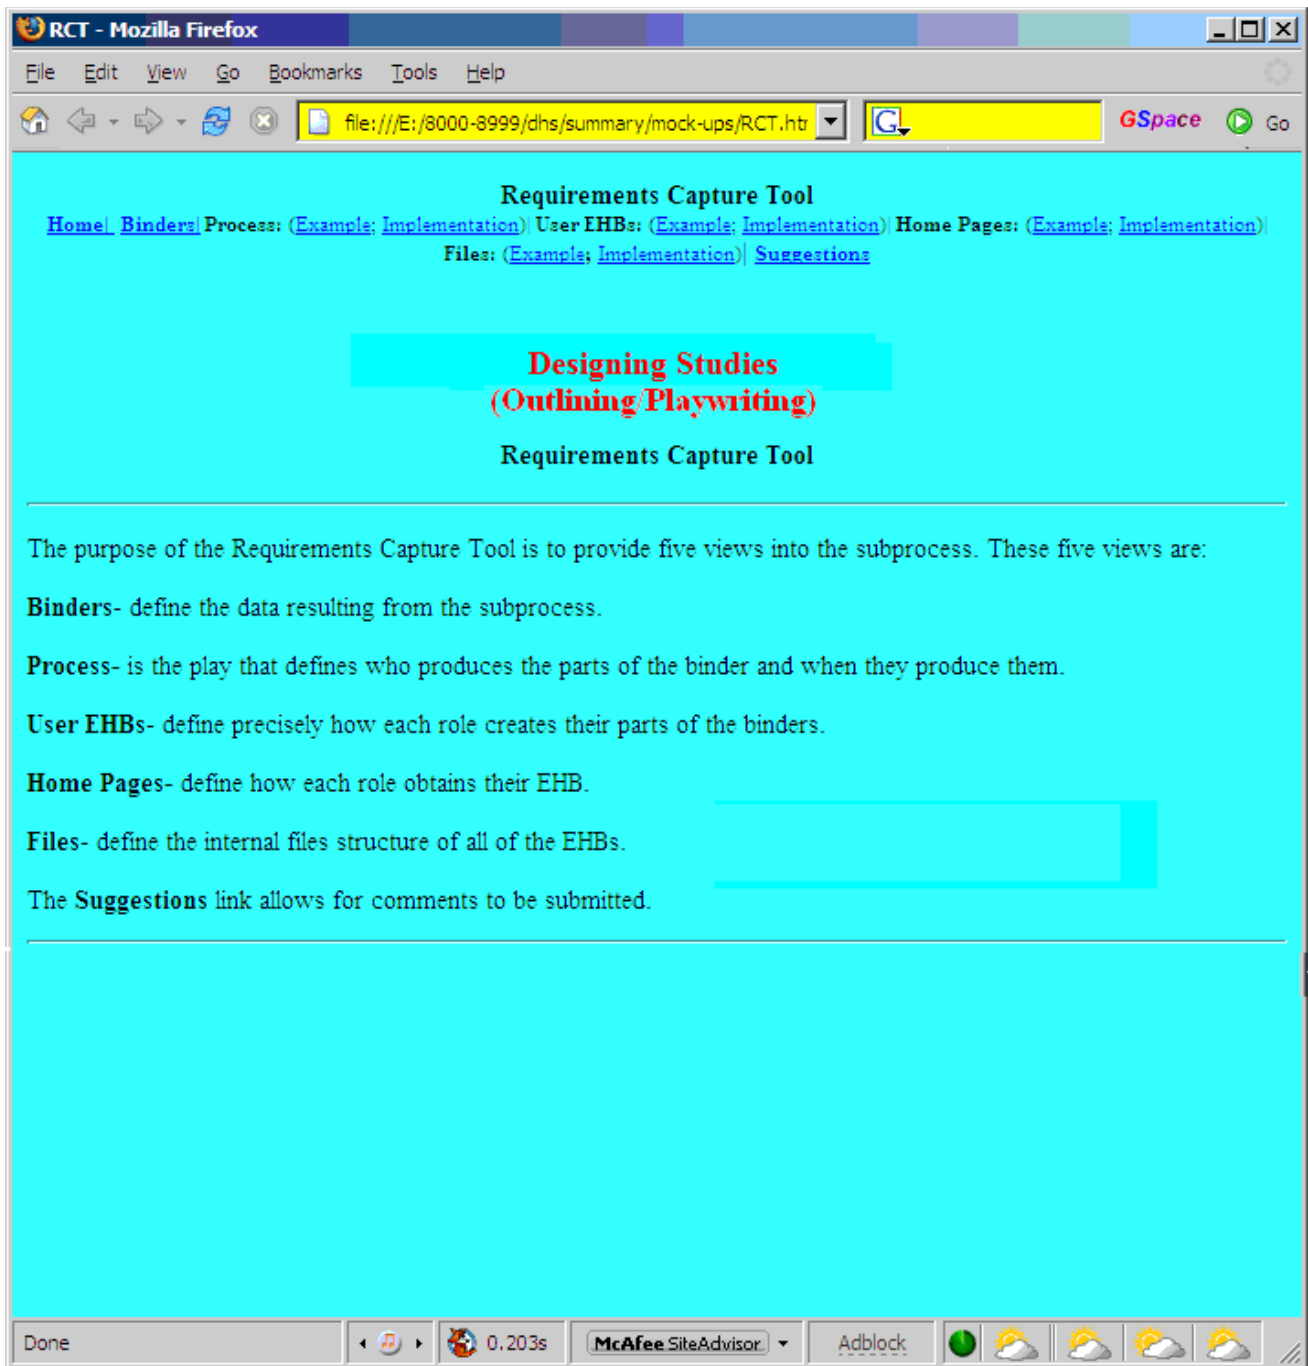 RCT - Mozilla Firefox
File Edit View Go Bookmarks Tools Help
file:///E:/8000-8999/dhs/summary/mock-ups/RCT.htr G GSpace Go
Requirements Capture Tool
Home| Binders| Process: (Example; Implementation)| User EHBs: (Example; Implementation)| Home Pages: (Example; Implementation)|
Files: (Example; Implementation)| Suggestions
Designing Studies
(Outlining/Playwriting)
Requirements Capture Tool
The purpose of the Requirements Capture Tool is to provide five views into the subprocess. These five views are:
Binders- define the data resulting from the subprocess.
Process- is the play that defines who produces the parts of the binder and when they produce them.
User EHBs- define precisely how each role creates their parts of the binders.
Home Pages- define how each role obtains their EHB.
Files- define the internal files structure of all of the EHBs.
The Suggestions link allows for comments to be submitted.
Done 0.203s McAfee SiteAdvisor Adblock